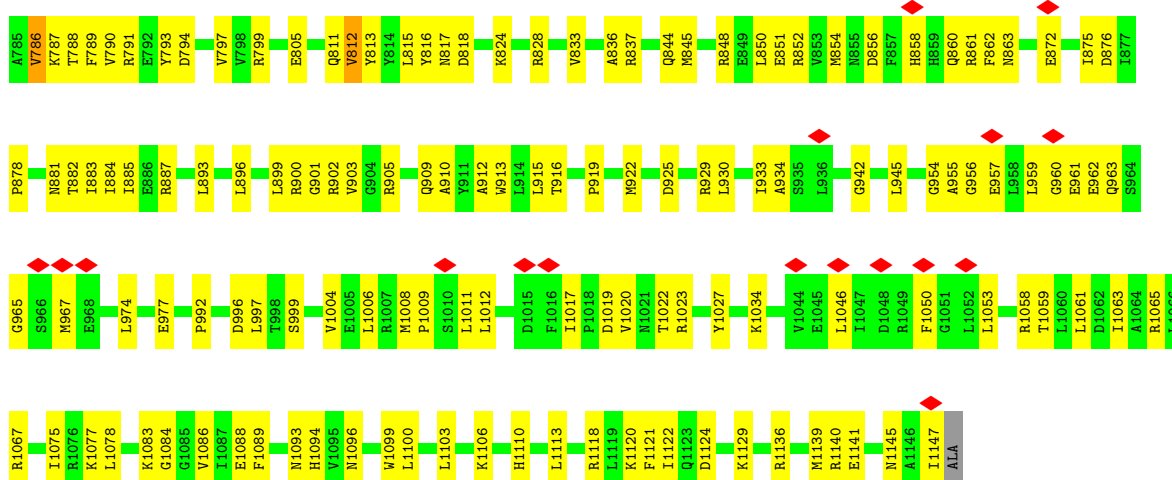 A785 V786 K787 T788 F789 V790 R791 E792 Y793 D794 V797 V798 R799 E805 Q811 V812 Y813 Y814 L815 Y816 N817 D818 K824 R828 V833 A836 R837 Q844 M845 R848 E849 L850 E851 R852 V853 M854 N855 D856 F857 H858 H859 Q860 R861 F862 N863 E872 I875 D876 I877
P878 N881 T882 I883 I884 I885 E886 R887 L893 L896 L899 R900 G901 R902 V903 G904 R905 Q909 A910 Y911 A912 W913 L914 L915 T916 P919 M922 D925 R929 L930 I933 A934 S935 L936 G942 L945 G954 A955 G956 E957 L958 L959 G960 E961 E962 Q963 S964
G965 S966 M967 E968 L974 E977 P992 D996 L997 T998 S999 V1004 E1005 L1006 R1007 M1008 P1009 S1010 L1011 L1012 D1015 F1016 I1017 P1018 D1019 V1020 N1021 T1022 R1023 Y1027 K1034 V1044 E1045 L1046 I1047 D1048 R1049 F1050 G1051 L1052 L1053 R1058 T1059 L1060 L1061 D1062 I1063 A1064 R1065
R1067 I1075 R1076 K1077 L1078 K1083 G1084 G1085 V1086 I1087 E1088 F1089 N1093 H1094 V1095 N1096 W1099 L1100 L1103 K1106 H1110 L1113 R1118 L1119 K1120 F1121 I1122 Q1123 D1124 K1129 R1136 M1139 R1140 E1141 N1145 A1146 I1147 ALA